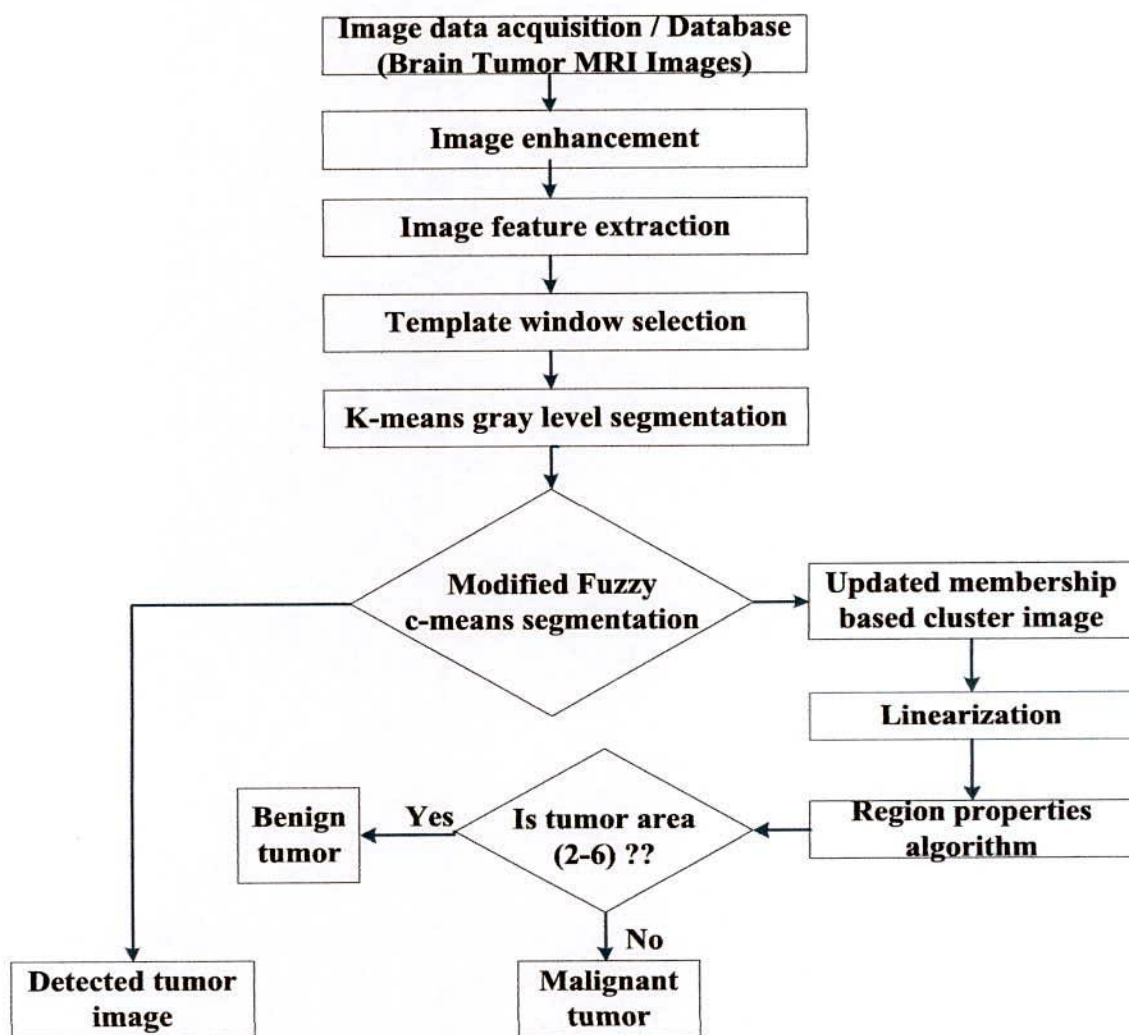 Image data acquisition / Database
(Brain Tumor MRI Images)
Image enhancement
Image feature extraction
Template window selection
K-means gray level segmentation
Modified Fuzzy
c-means segmentation
Updated membership
based cluster image
Linearization
Region properties
algorithm
Is tumor area
(2-6) ??
Yes
Benign
tumor
No
Malignant
tumor
Detected tumor
image